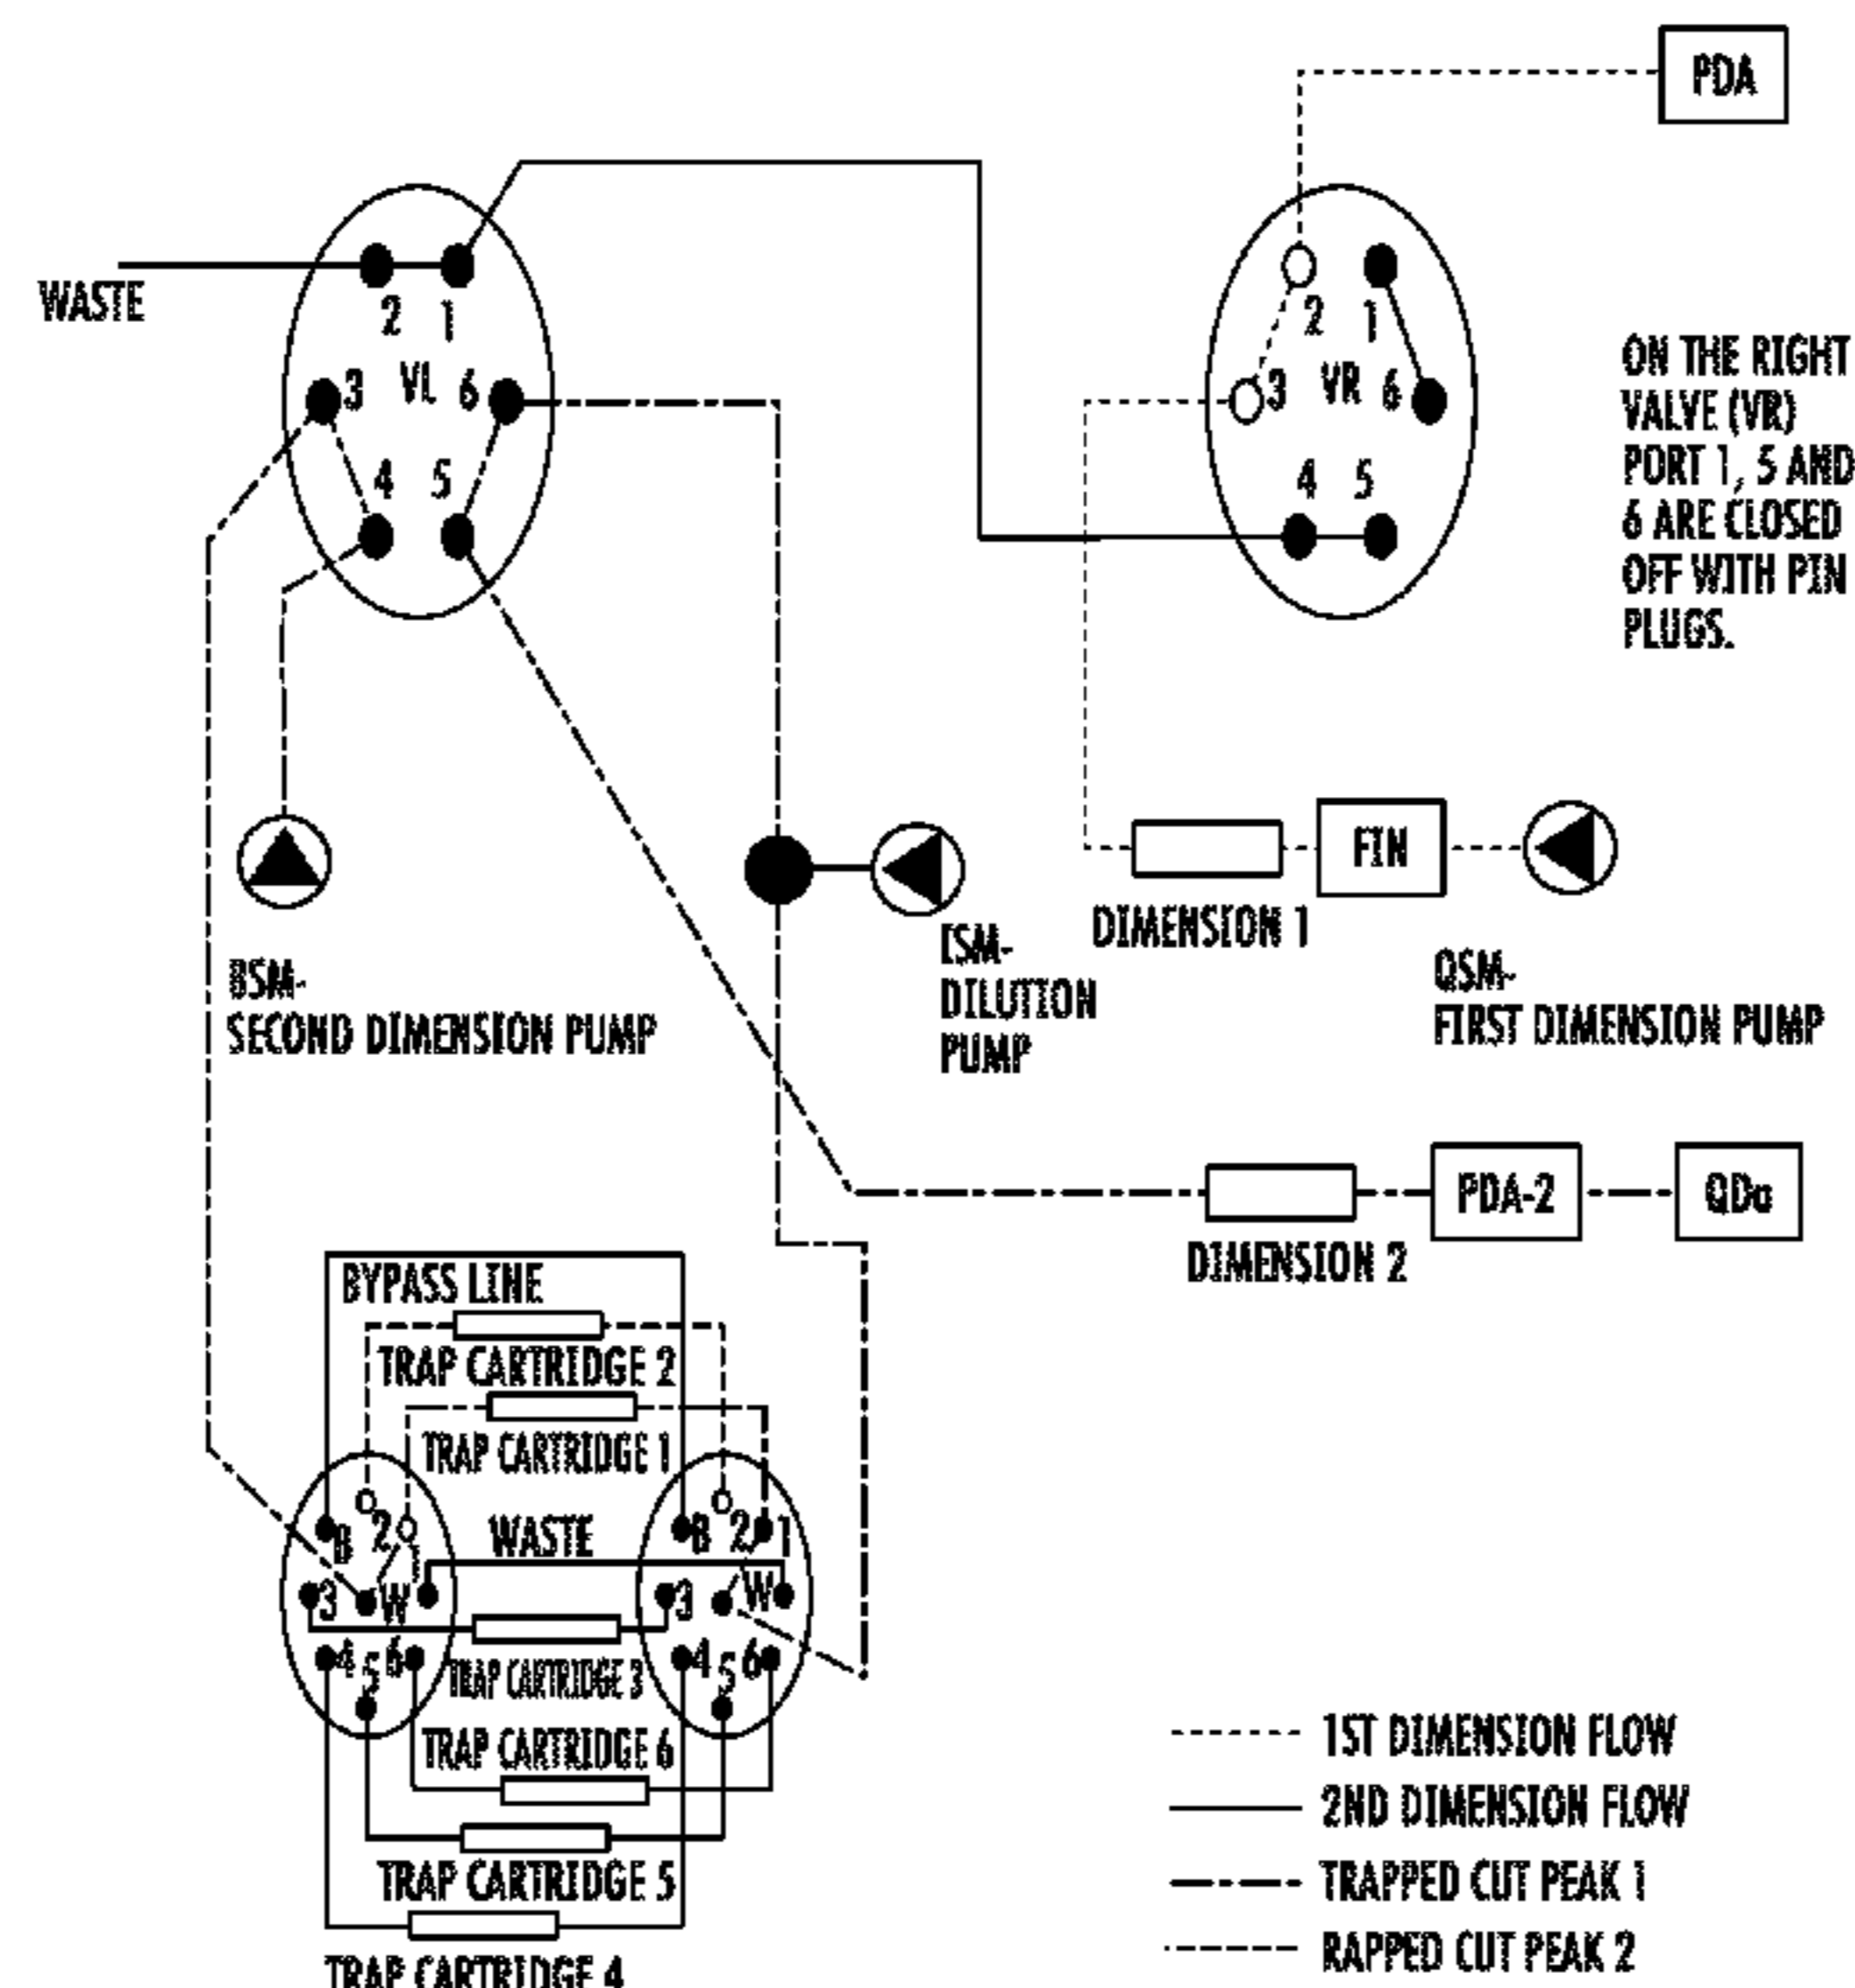 PDA
WASTE
2 1
3 VL 6
4 5
2 1
3 VR 6
4 5
ON THE RIGHT
VALVE (VR)
PORT 1, 5 AND
6 ARE CLOSED
OFF WITH PIN
PLUGS.
FIN
DIMENSION 1
BSM-
SECOND DIMENSION PUMP
ISM-
DILUTION
PUMP
QSM-
FIRST DIMENSION PUMP
PDA-2
QDa
DIMENSION 2
BYPASS LINE
TRAP CARTRIDGE 2
TRAP CARTRIDGE 1
WASTE
B 2 1
3 W
4 5 6
B 2 1
3 W
4 5 6
TRAP CARTRIDGE 3
TRAP CARTRIDGE 6
TRAP CARTRIDGE 5
TRAP CARTRIDGE 4
1ST DIMENSION FLOW
2ND DIMENSION FLOW
TRAPPED CUT PEAK 1
RAPPED CUT PEAK 2